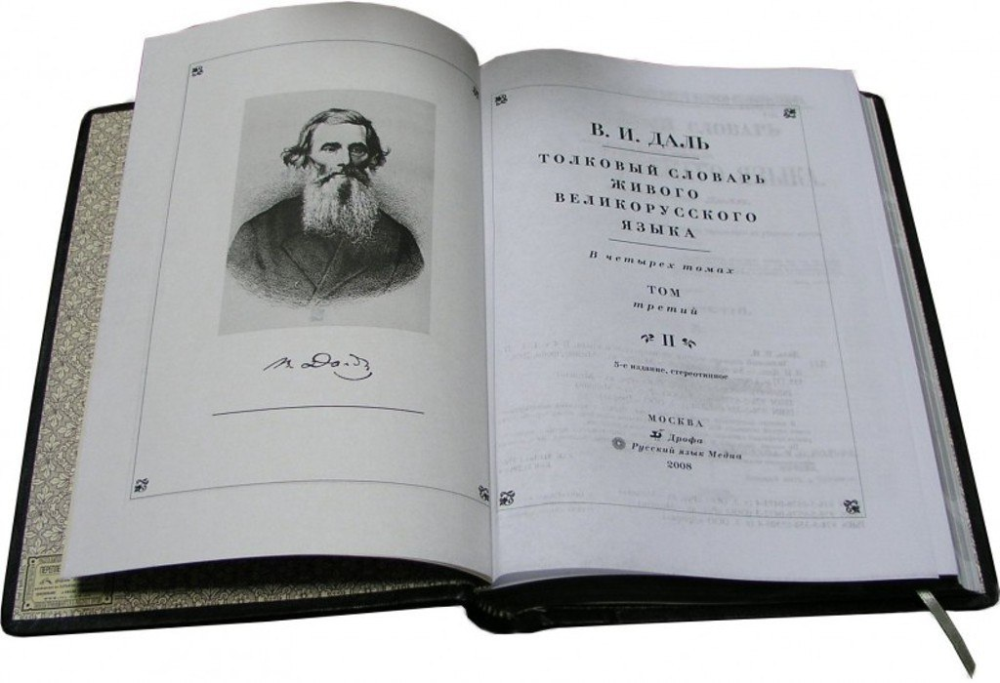 В. И. ДАЛЬ
ТОЛКОВЫЙ СЛОВАРЬ
ЖИВОГО
ВЕЛИКОРУССКОГО
ЯЗЫКА
В четырех томах
ТОМ
третий
П
5-е издание, стереотипное
МОСКВА
Дрофа
Русский язык Медиа
2008
В. Даль